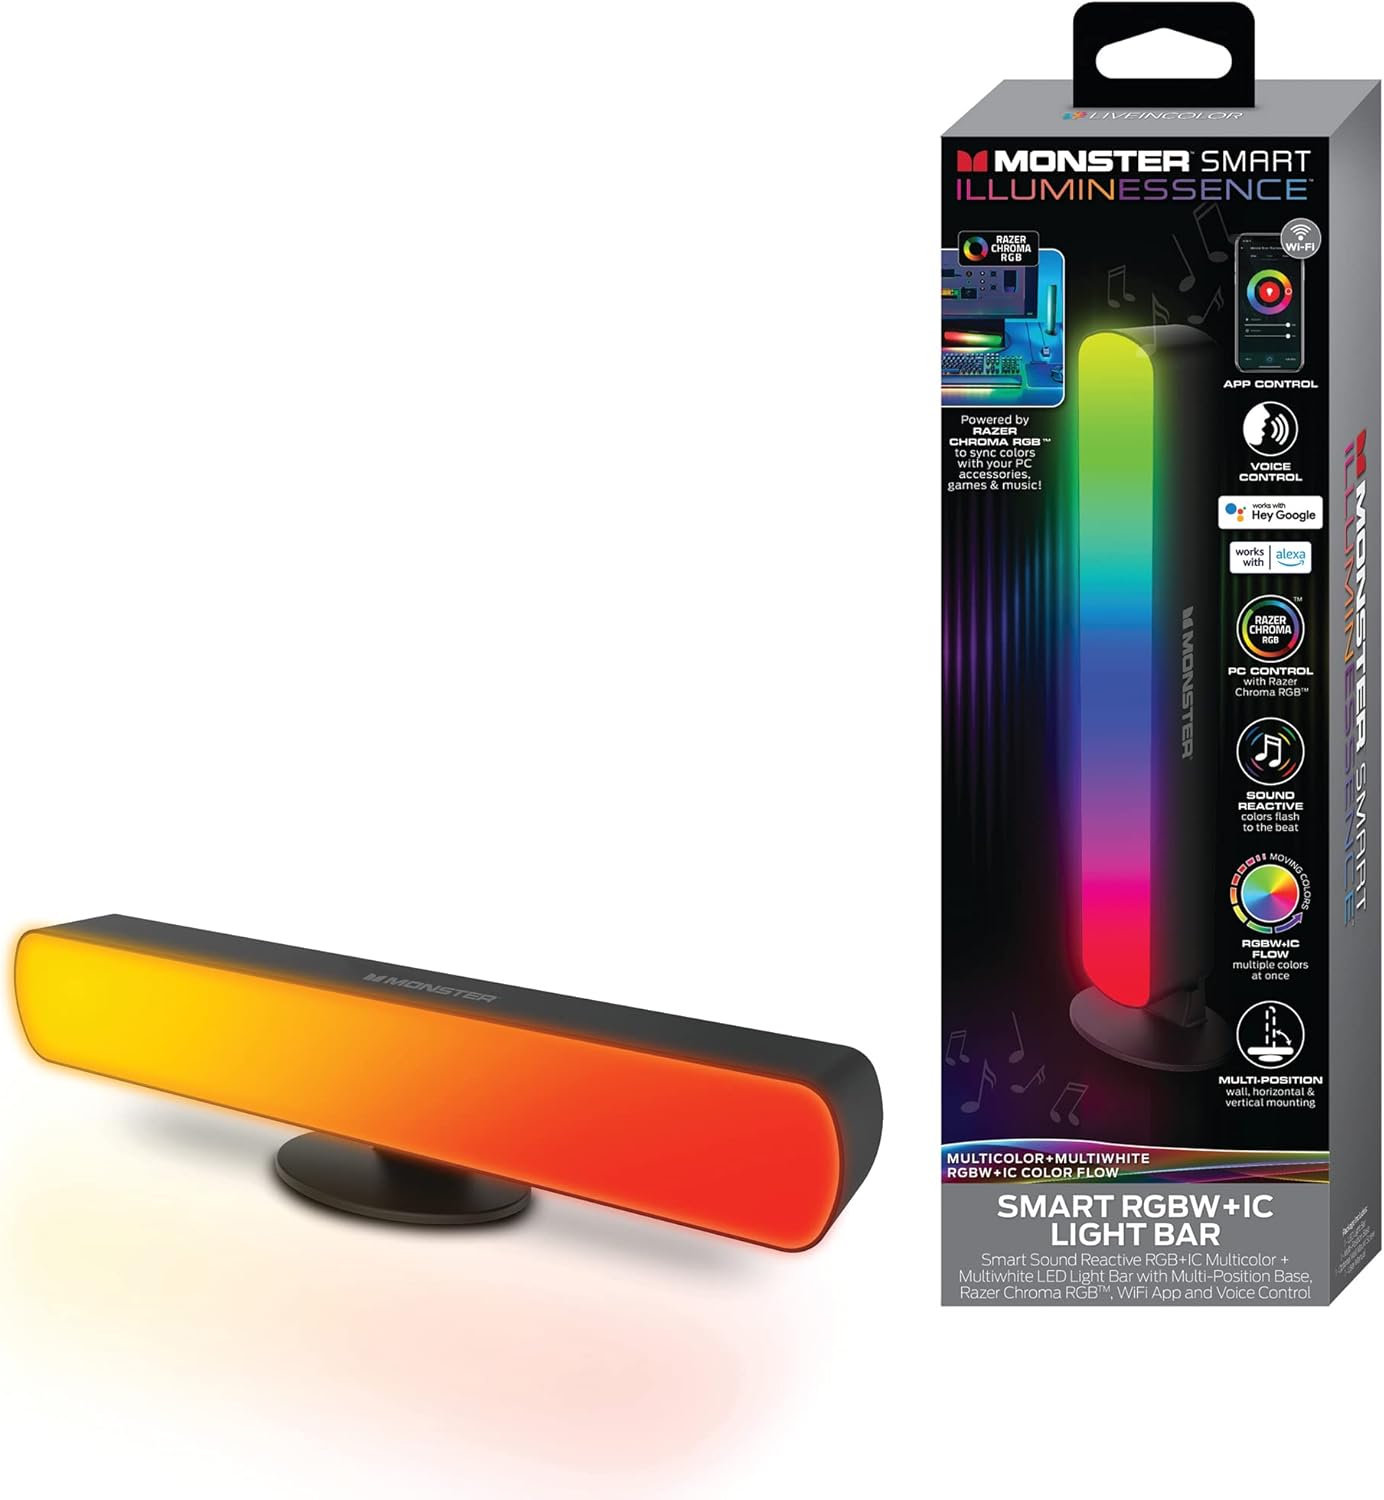 LIVEINCOLOR
MONSTER™ SMART
ILLUMINESSENCE™
RAZER
CHROMA
RGB
Wi-Fi
APP CONTROL
Powered by
RAZER
CHROMA RGB™
to sync colors
with your PC
accessories,
games & music!
VOICE
CONTROL
works with
Hey Google
works
with
alexa
RAZER
CHROMA
RGB
™
PC CONTROL
with Razer
Chroma RGB™
SOUND
REACTIVE
colors flash
to the beat
MOVING COLORS
RGBW+IC
FLOW
multiple colors
at once
MULTI-POSITION
wall, horizontal &
vertical mounting
MONSTER
MULTICOLOR+MULTIWHITE
RGBW+IC COLOR FLOW
SMART RGBW+IC
LIGHT BAR
Smart Sound Reactive RGB+IC Multicolor +
Multiwhite LED Light Bar with Multi-Position Base,
Razer Chroma RGB™, WiFi App and Voice Control
MONSTER SMART
ILLUMINESSENCE
MONSTER